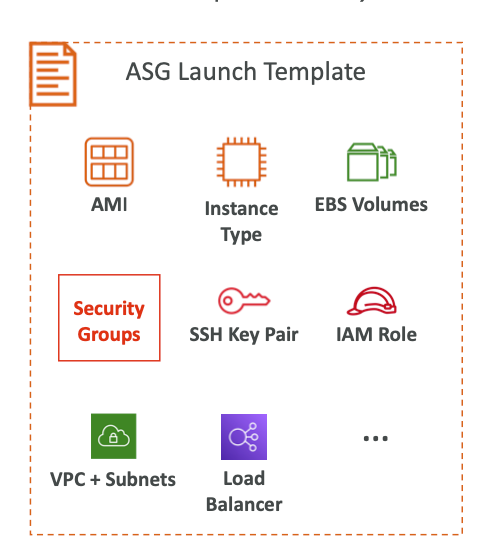 ASG Launch Template
AMI
Instance
Type
EBS Volumes
Security
Groups
SSH Key Pair
IAM Role
VPC + Subnets
Load
Balancer
...